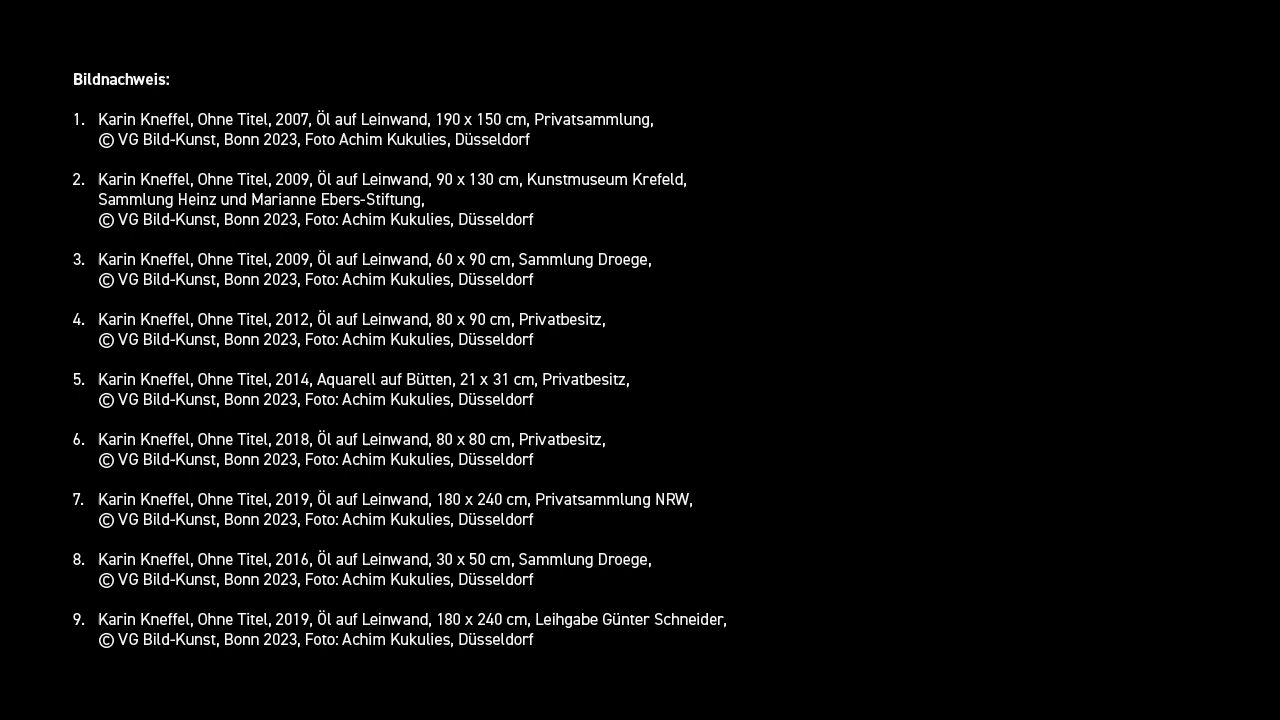 Bildnachweis:
1. Karin Kneffel, Ohne Titel, 2007, Öl auf Leinwand, 190 x 150 cm, Privatsammlung,
© VG Bild-Kunst, Bonn 2023, Foto Achim Kukulies, Düsseldorf
2. Karin Kneffel, Ohne Titel, 2009, Öl auf Leinwand, 90 x 130 cm, Kunstmuseum Krefeld,
Sammlung Heinz und Marianne Ebers-Stiftung,
© VG Bild-Kunst, Bonn 2023, Foto: Achim Kukulies, Düsseldorf
3. Karin Kneffel, Ohne Titel, 2009, Öl auf Leinwand, 60 x 90 cm, Sammlung Droege,
© VG Bild-Kunst, Bonn 2023, Foto: Achim Kukulies, Düsseldorf
4. Karin Kneffel, Ohne Titel, 2012, Öl auf Leinwand, 80 x 90 cm, Privatbesitz,
© VG Bild-Kunst, Bonn 2023, Foto: Achim Kukulies, Düsseldorf
5. Karin Kneffel, Ohne Titel, 2014, Aquarell auf Bütten, 21 x 31 cm, Privatbesitz,
© VG Bild-Kunst, Bonn 2023, Foto: Achim Kukulies, Düsseldorf
6. Karin Kneffel, Ohne Titel, 2018, Öl auf Leinwand, 80 x 80 cm, Privatbesitz,
© VG Bild-Kunst, Bonn 2023, Foto: Achim Kukulies, Düsseldorf
7. Karin Kneffel, Ohne Titel, 2019, Öl auf Leinwand, 180 x 240 cm, Privatsammlung NRW,
© VG Bild-Kunst, Bonn 2023, Foto: Achim Kukulies, Düsseldorf
8. Karin Kneffel, Ohne Titel, 2016, Öl auf Leinwand, 30 x 50 cm, Sammlung Droege,
© VG Bild-Kunst, Bonn 2023, Foto: Achim Kukulies, Düsseldorf
9. Karin Kneffel, Ohne Titel, 2019, Öl auf Leinwand, 180 x 240 cm, Leihgabe Günter Schneider,
© VG Bild-Kunst, Bonn 2023, Foto: Achim Kukulies, Düsseldorf